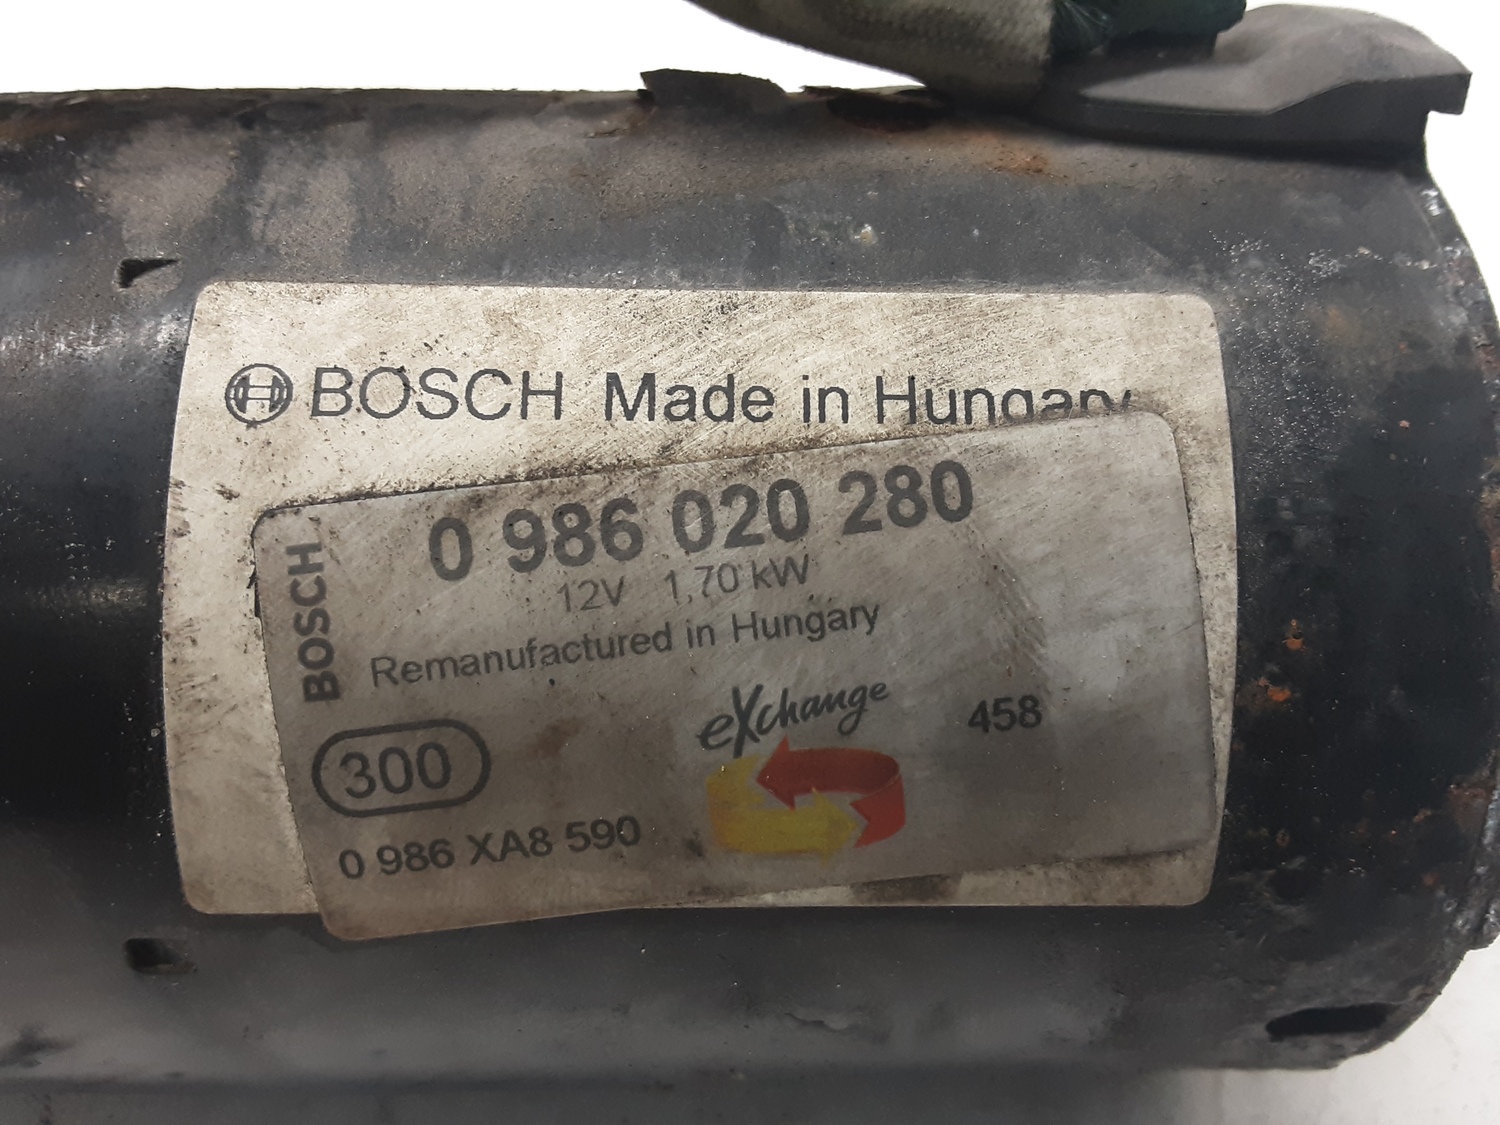 BOSCH Made in Hungary
BOSCH
0 986 020 280
12V 1,70 kW
Remanufactured in Hungary
eXchange
458
300
0 986 XA8 590